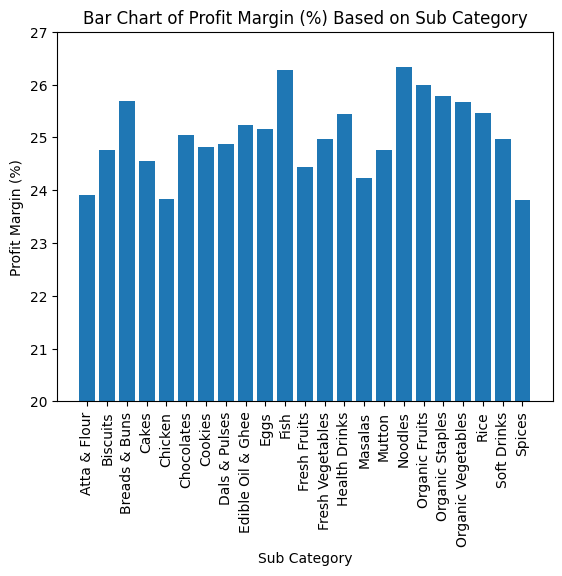 Bar Chart of Profit Margin (%) Based on Sub Category
Profit Margin (%)
27
26
25
24
23
22
21
20
Atta & Flour
Biscuits
Breads & Buns
Cakes
Chicken
Chocolates
Cookies
Dals & Pulses
Edible Oil & Ghee
Eggs
Fish
Fresh Fruits
Fresh Vegetables
Health Drinks
Masalas
Mutton
Noodles
Organic Fruits
Organic Staples
Organic Vegetables
Rice
Soft Drinks
Spices
Sub Category